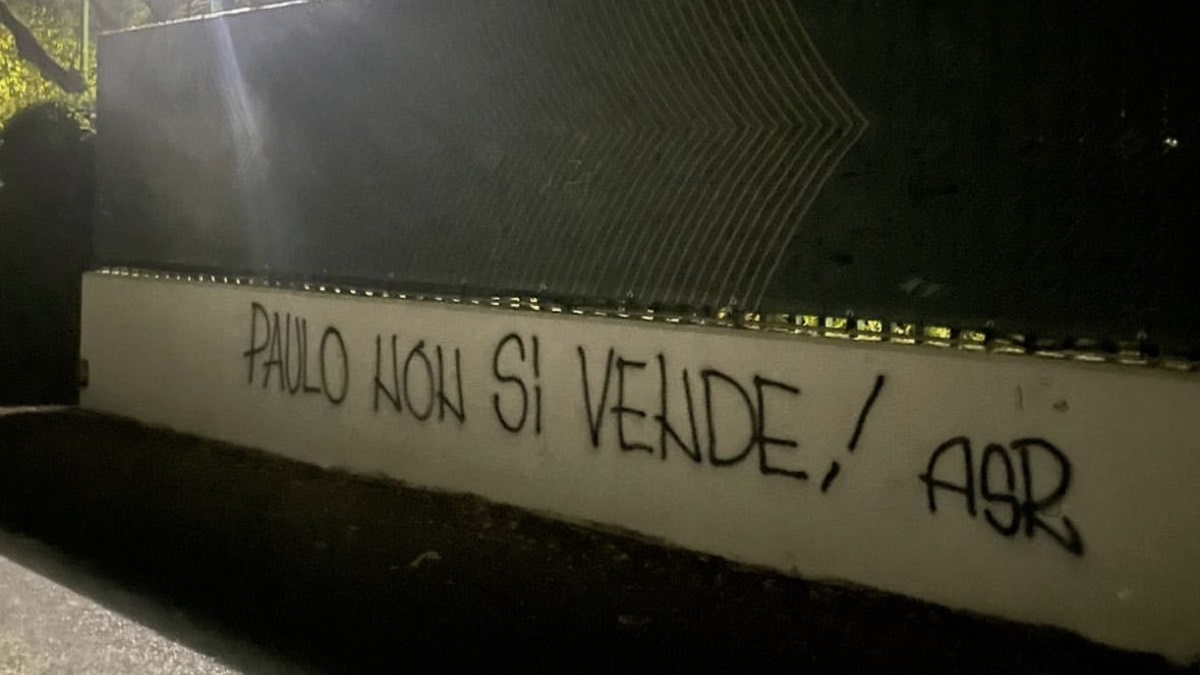 PAULO NON Si VENDE! ASR